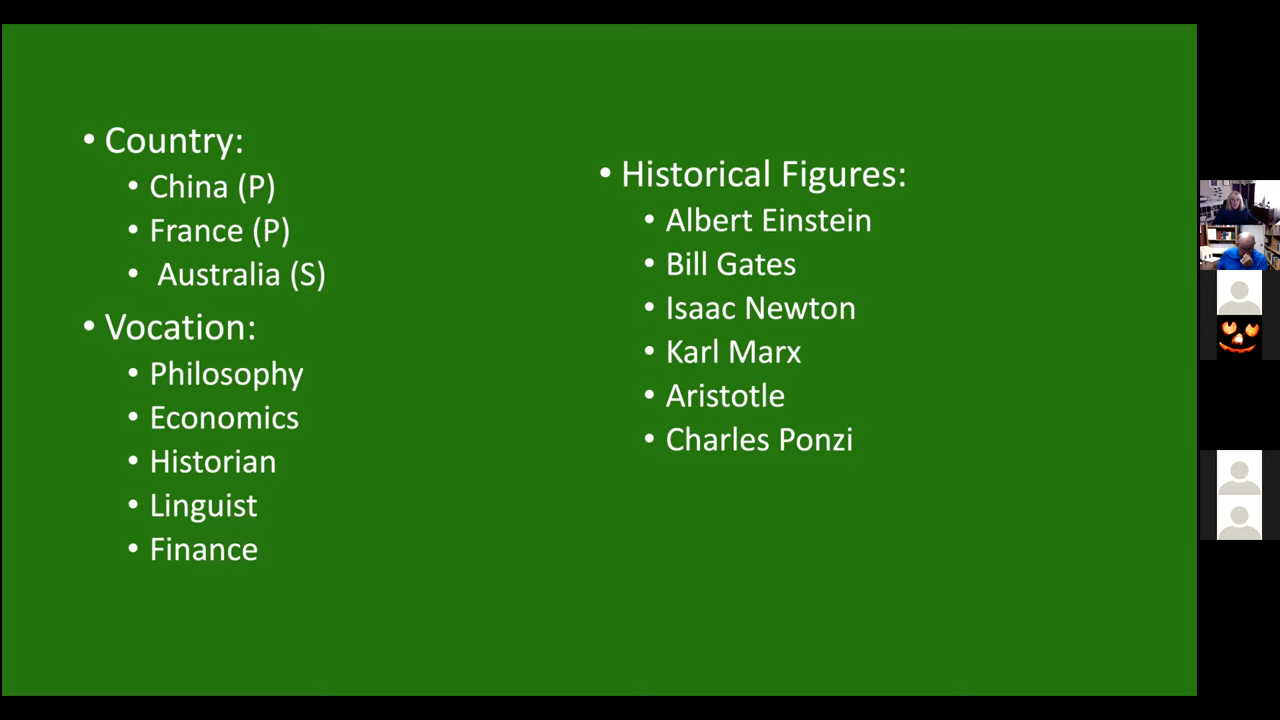 • Country:
• China (P)
• France (P)
• Australia (S)
• Vocation:
• Philosophy
• Economics
• Historian
• Linguist
• Finance
• Historical Figures:
• Albert Einstein
• Bill Gates
• Isaac Newton
• Karl Marx
• Aristotle
• Charles Ponzi